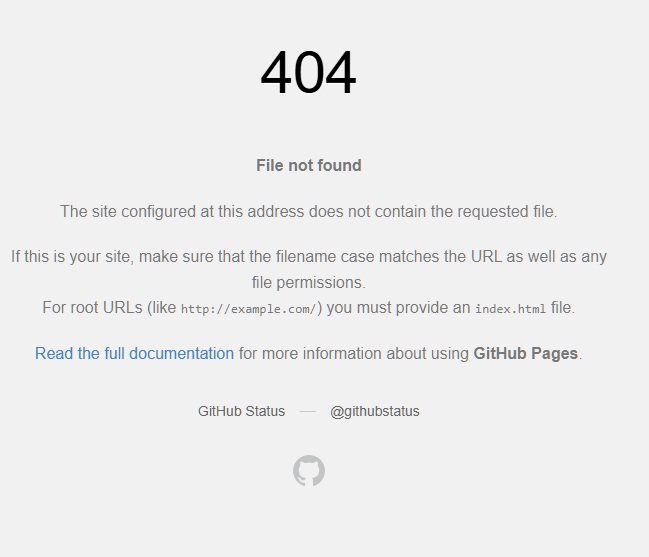 404
File not found
The site configured at this address does not contain the requested file.
If this is your site, make sure that the filename case matches the URL as well as any
file permissions.
For root URLs (like http://example.com/) you must provide an index.html file.
Read the full documentation for more information about using GitHub Pages.
GitHub Status — @githubstatus